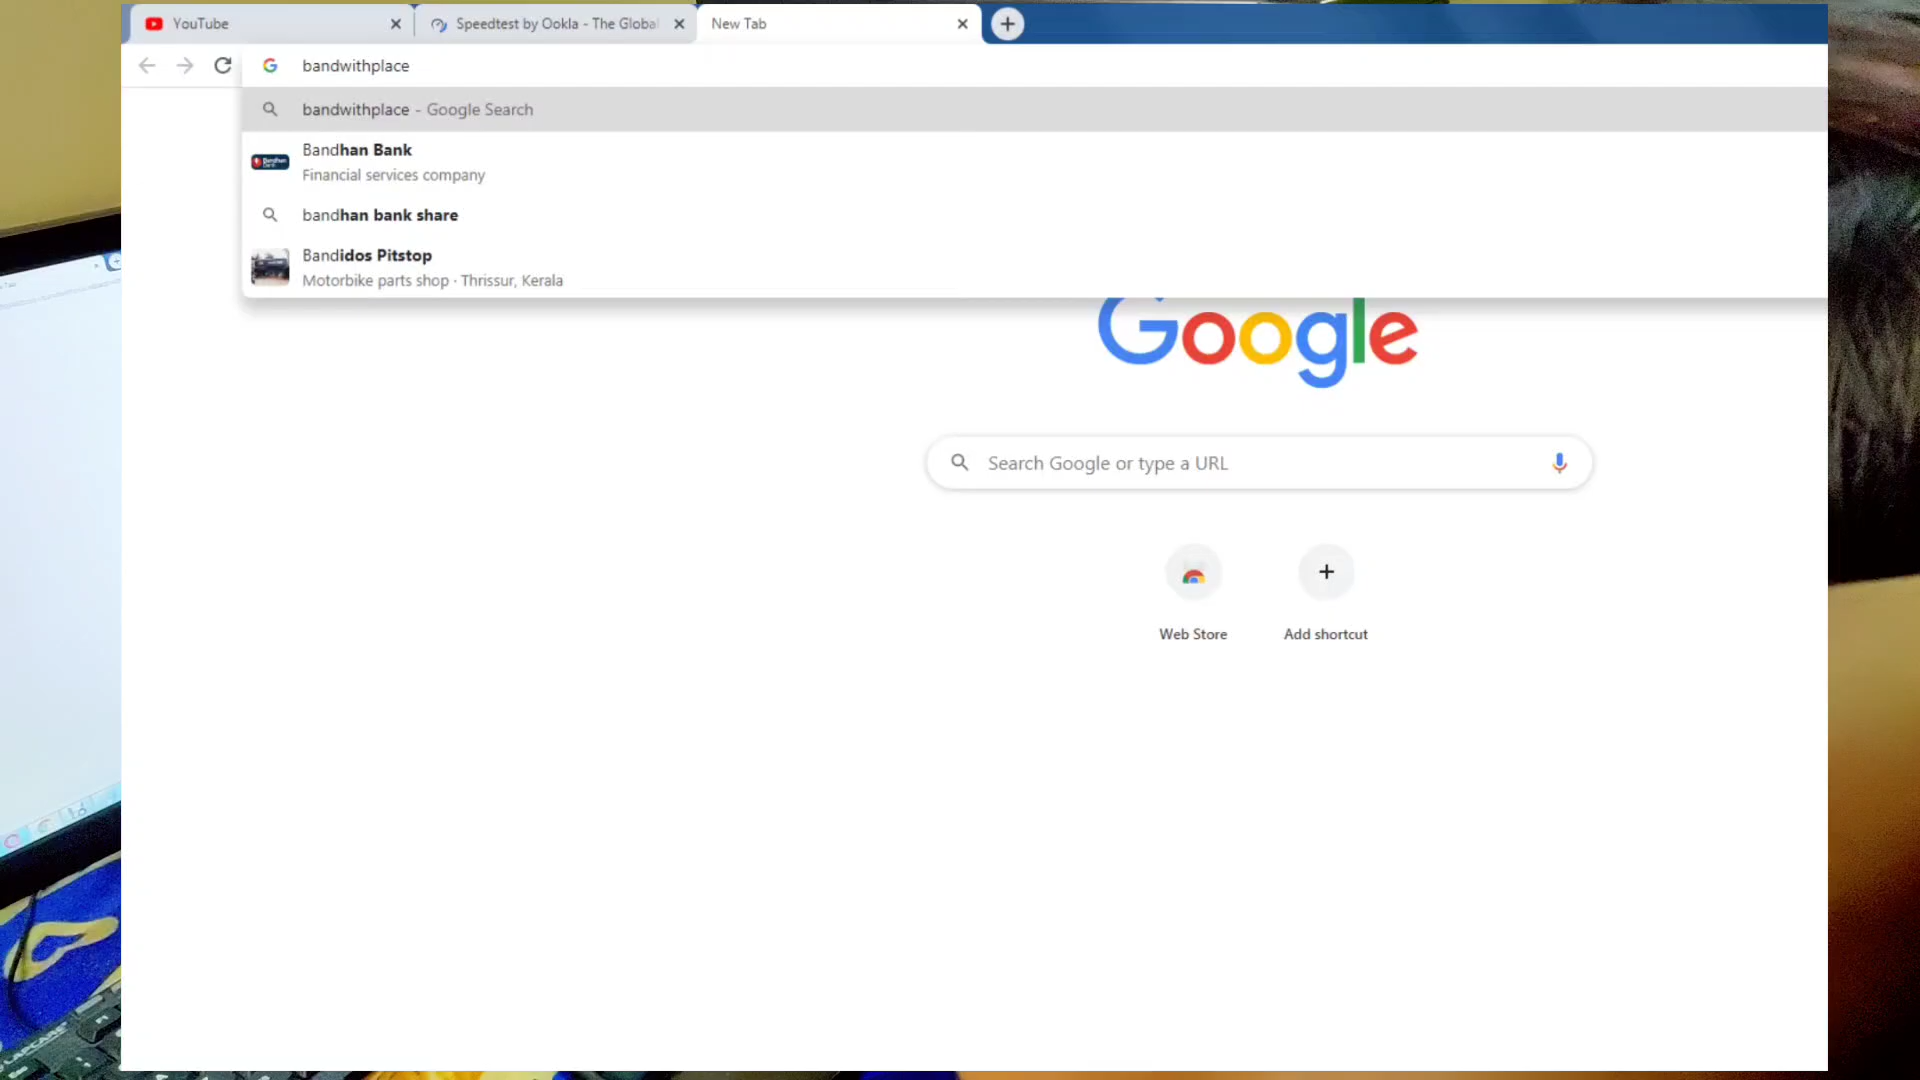 YouTube
Speedtest by Ookla - The Global
New Tab
bandwithplace
bandwithplace - Google Search
Bandhan Bank
Financial services company
bandhan bank share
Bandidos Pitstop
Motorbike parts shop · Thrissur, Kerala
Google
Search Google or type a URL
Web Store
Add shortcut
LAPCARE